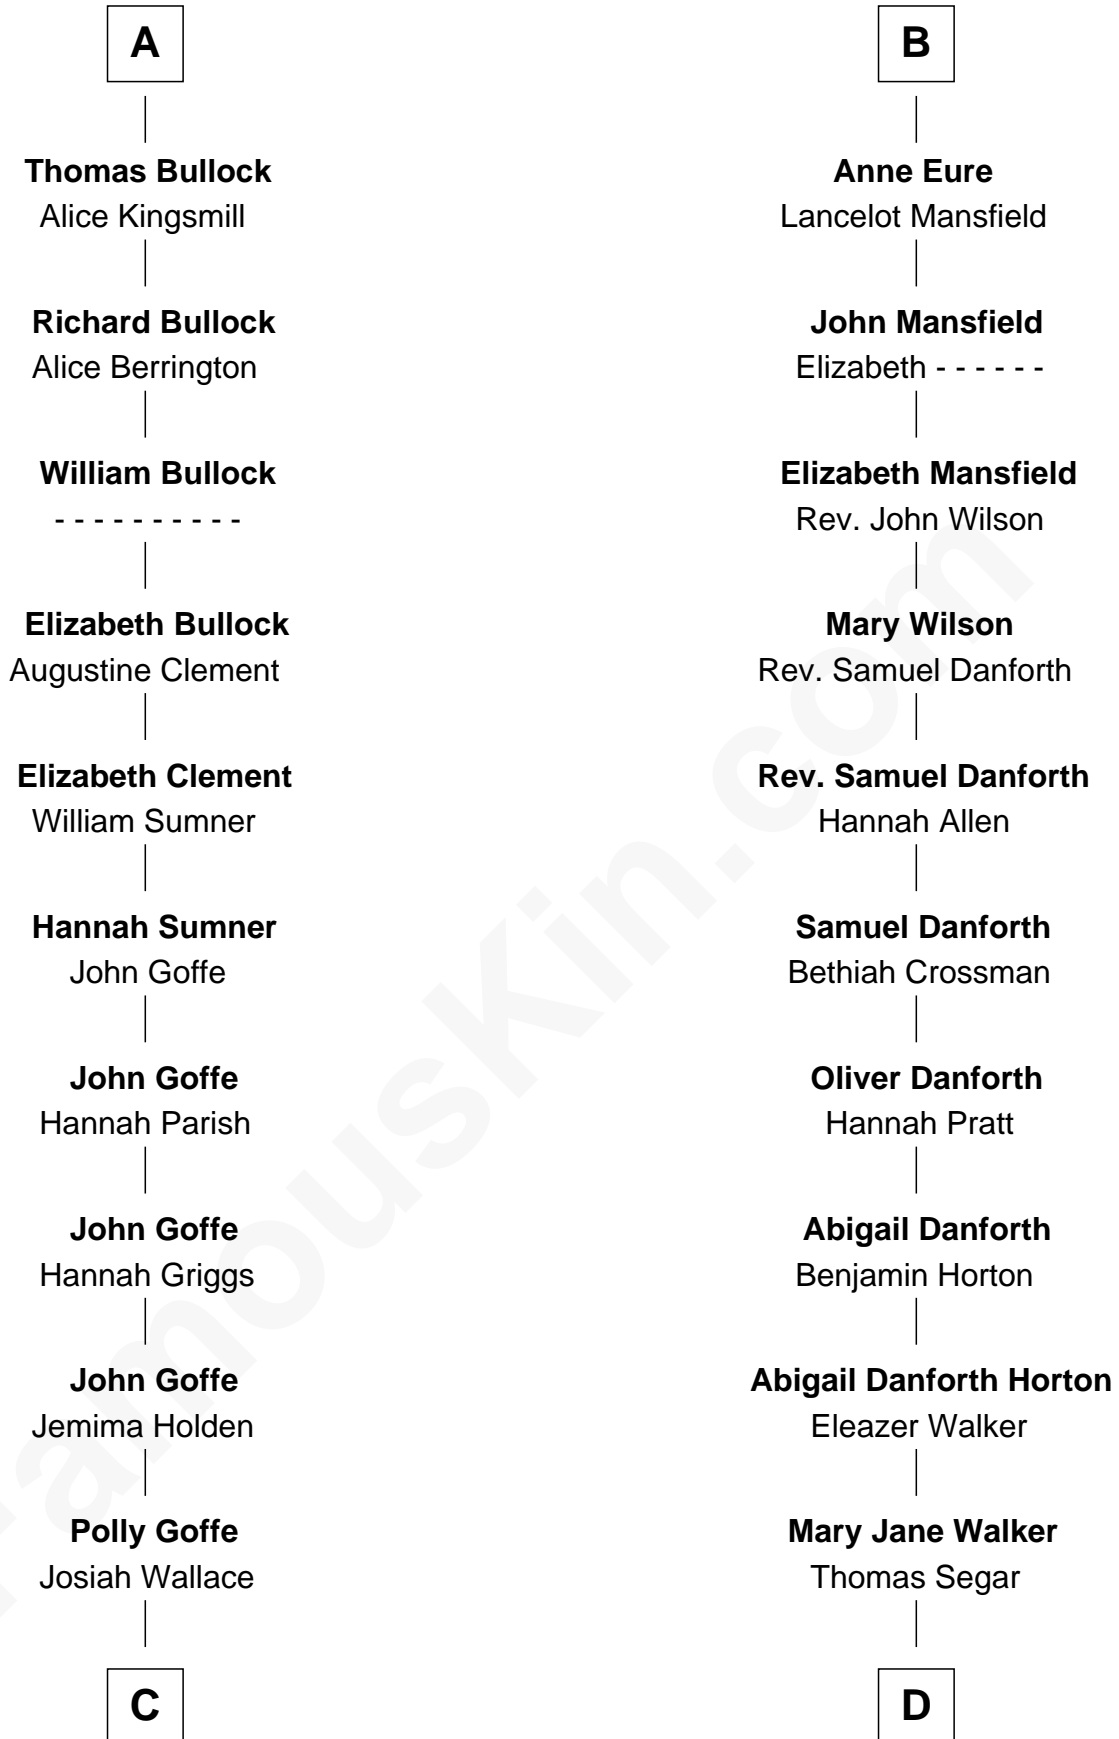 A
Thomas Bullock
Alice Kingsmill
Richard Bullock
Alice Berrington
William Bullock
- - - - - - - - - -
Elizabeth Bullock
Augustine Clement
Elizabeth Clement
William Sumner
Hannah Sumner
John Goffe
John Goffe
Hannah Parish
John Goffe
Hannah Griggs
John Goffe
Jemima Holden
Polly Goffe
Josiah Wallace
C
B
Anne Eure
Lancelot Mansfield
John Mansfield
Elizabeth - - - - - -
Elizabeth Mansfield
Rev. John Wilson
Mary Wilson
Rev. Samuel Danforth
Rev. Samuel Danforth
Hannah Allen
Samuel Danforth
Bethiah Crossman
Oliver Danforth
Hannah Pratt
Abigail Danforth
Benjamin Horton
Abigail Danforth Horton
Eleazer Walker
Mary Jane Walker
Thomas Segar
D
FamousKin.com